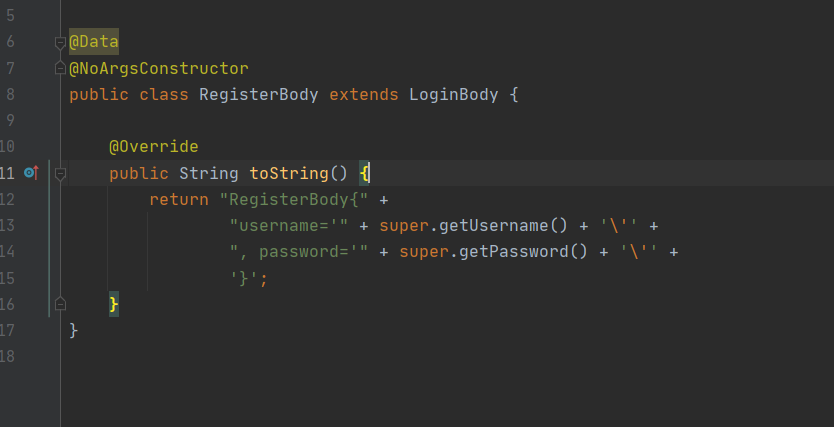 5
6 @Data
7 @NoArgsConstructor
8 public class RegisterBody extends LoginBody {
9
10     @Override
11     public String toString() {
12         return "RegisterBody{" +
13                 "username='" + super.getUsername() + '\'' +
14                 ", password='" + super.getPassword() + '\'' +
15                 '}';
16     }
17 }
18